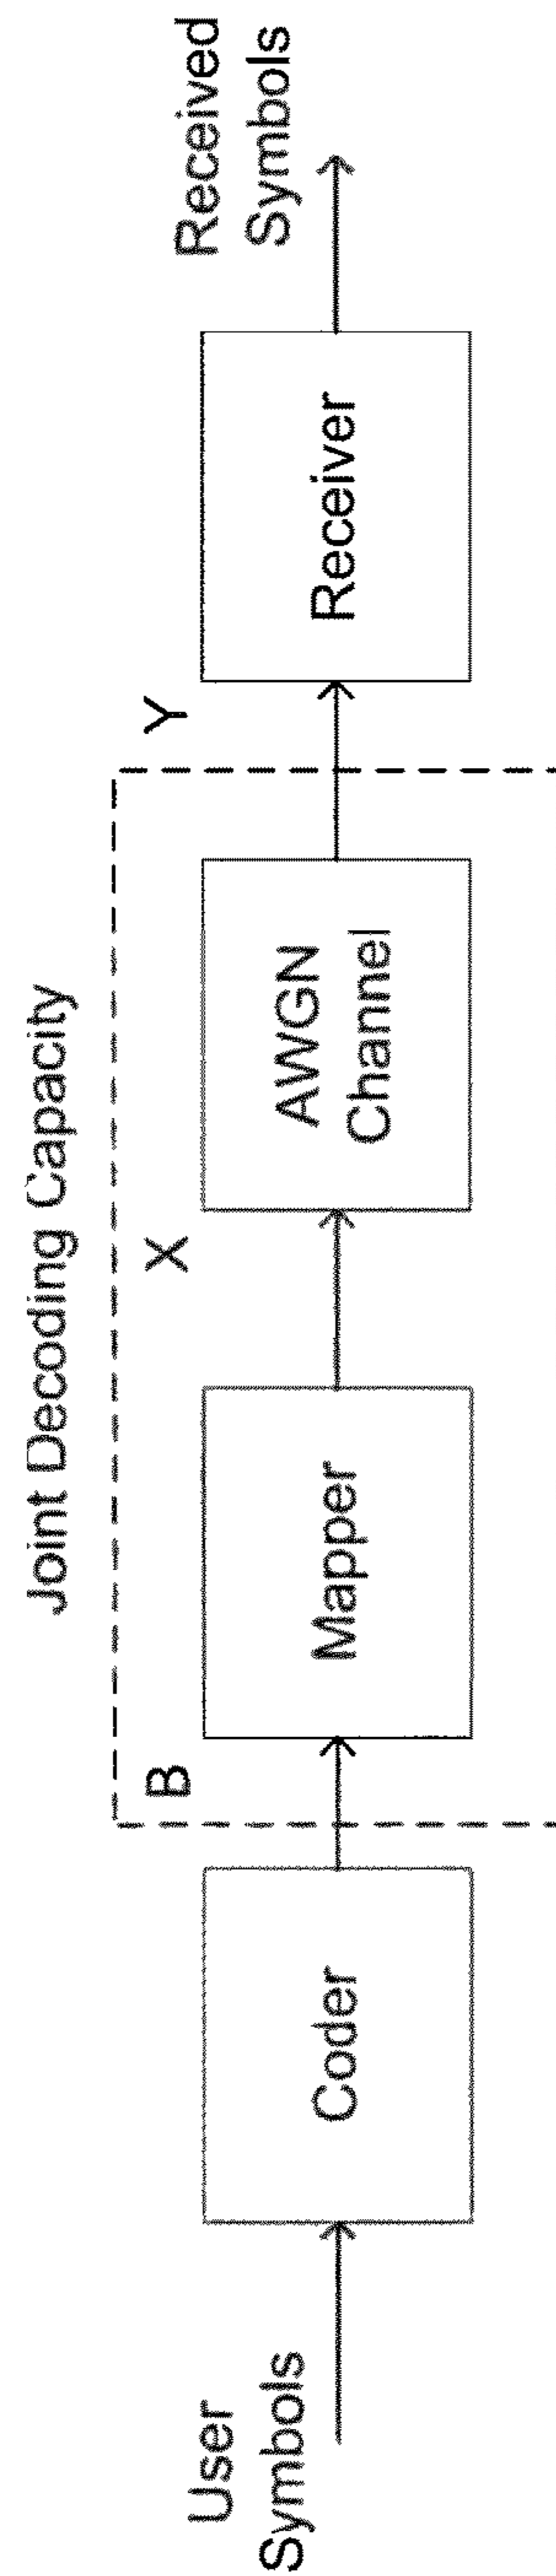 Joint Decoding Capacity
User
Symbols
Coder
B
Mapper
X
AWGN
Channel
Y
Receiver
Received
Symbols